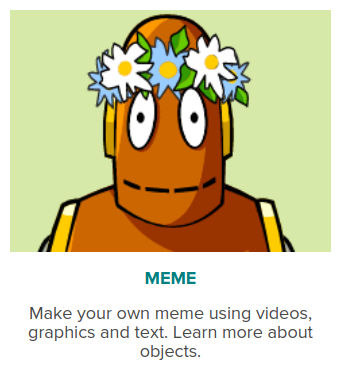 MEME
Make your own meme using videos,
graphics and text. Learn more about
objects.